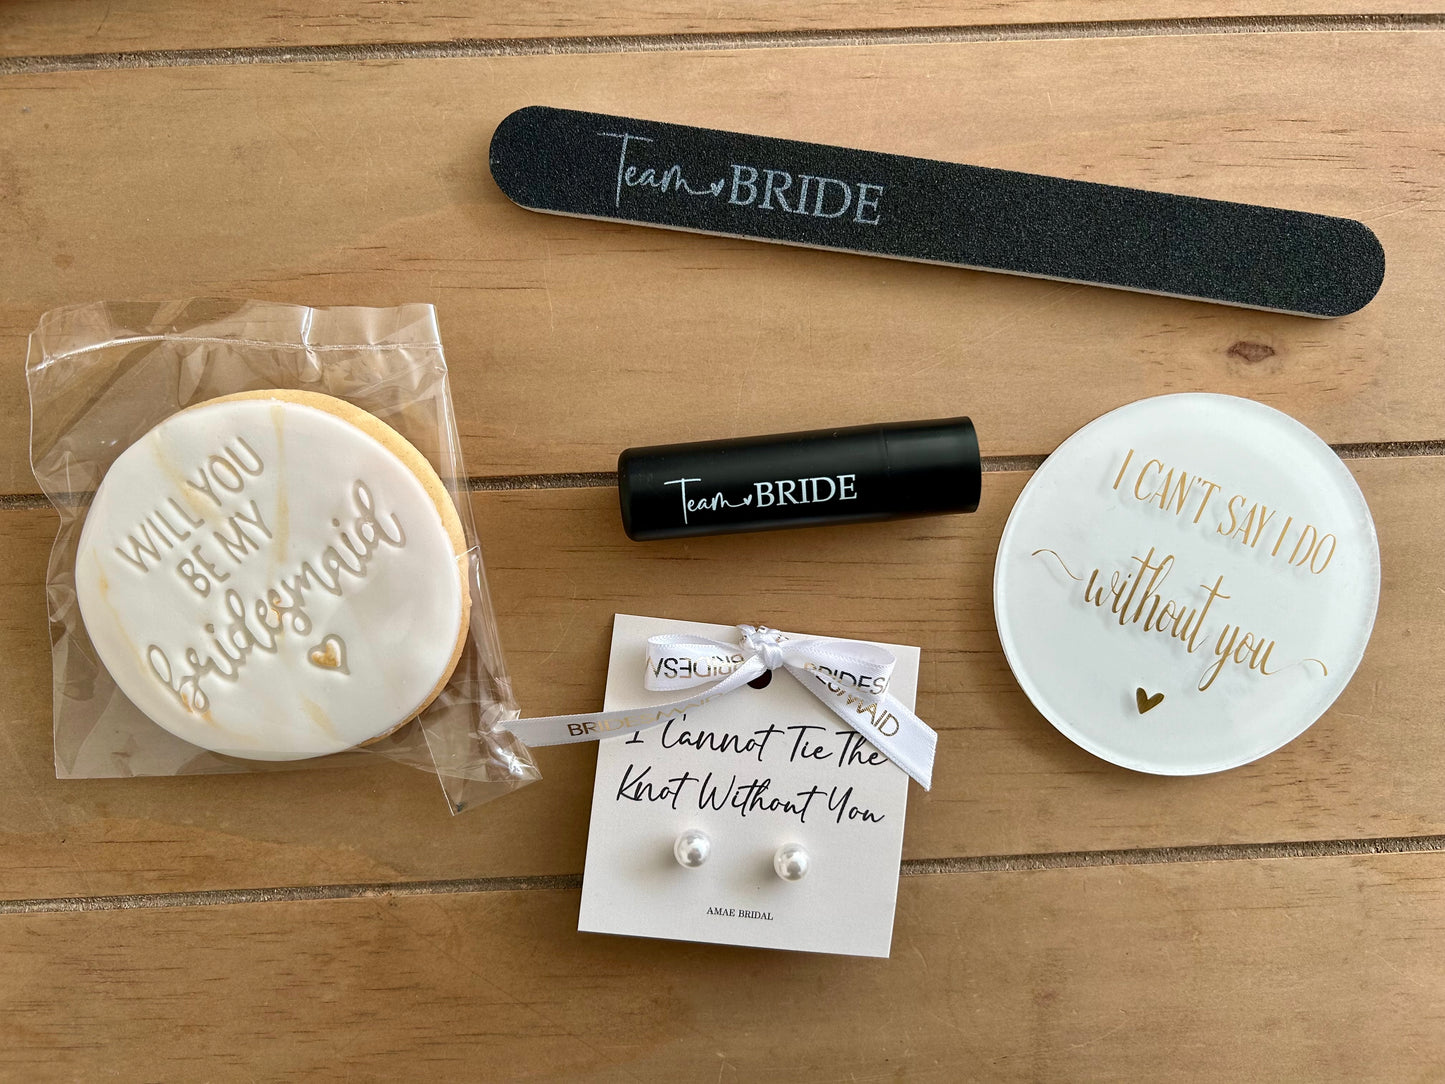 Team BRIDE
WILL YOU
BE MY
bridesmaid
Team BRIDE
I CAN'T SAY I DO
without you
BRIDESMAID
I Cannot Tie The
Knot Without You
AMAE BRIDAL